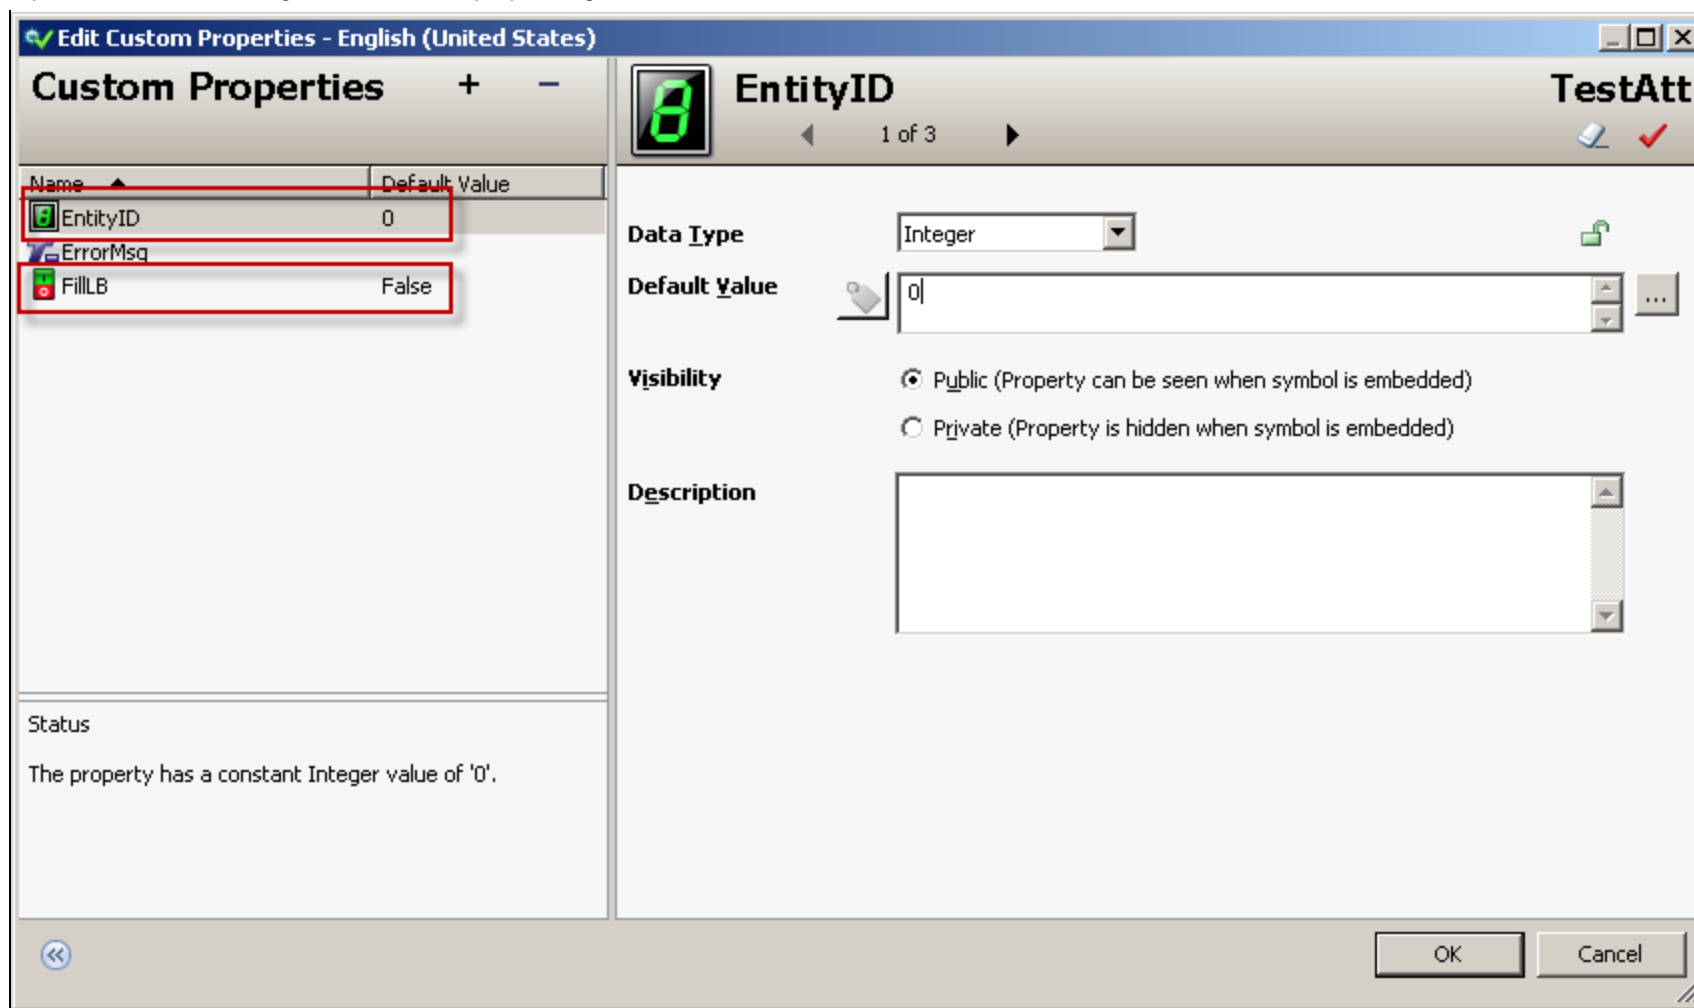 Edit Custom Properties - English (United States)
Custom Properties + −
Name Default Value
EntityID 0
ErrorMsg
FillLB False
Status
The property has a constant Integer value of '0'.
EntityID
1 of 3
TestAtt
Data Type Integer
Default Value 0 ...
Visibility
Public (Property can be seen when symbol is embedded)
Private (Property is hidden when symbol is embedded)
Description
OK Cancel